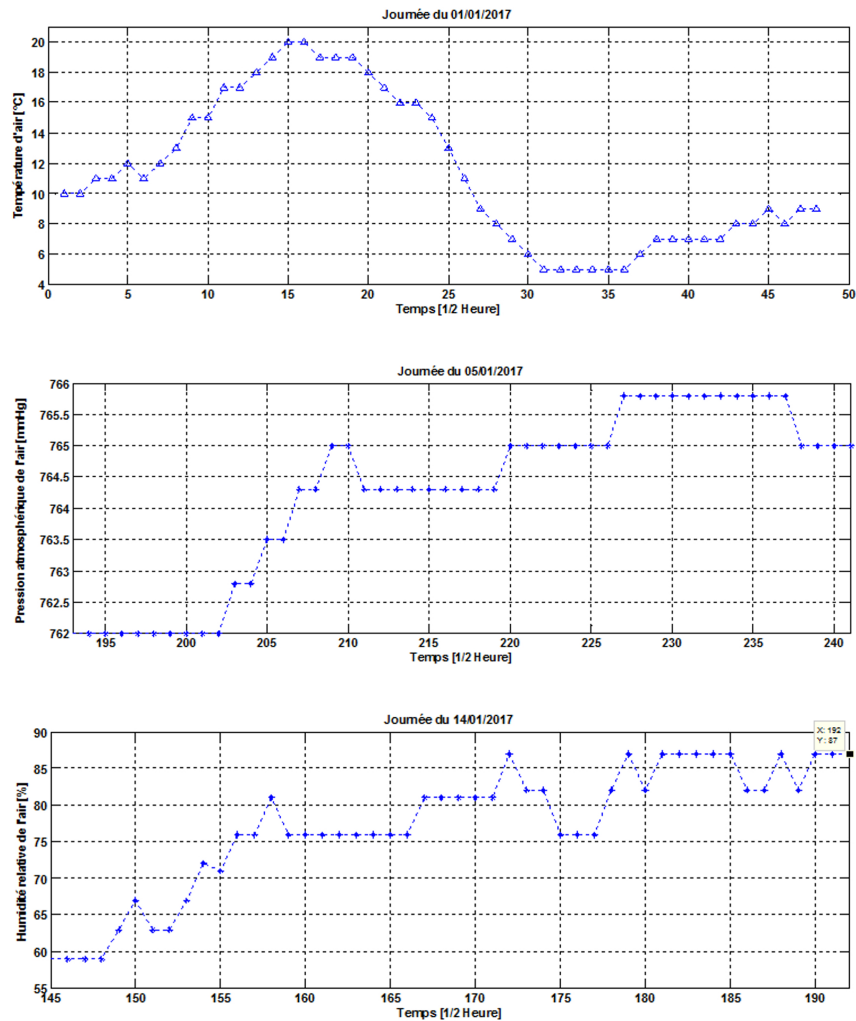 Journée du 01/01/2017
Température d'air [°C]
20
18
16
14
12
10
8
6
4
0 5 10 15 20 25 30 35 40 45 50
Temps [1/2 Heure]
Journée du 05/01/2017
Pression atmosphérique de l'air [mmHg]
766
765.5
765
764.5
764
763.5
763
762.5
762
195 200 205 210 215 220 225 230 235 240
Temps [1/2 Heure]
Journée du 14/01/2017
Humidité relative de l'air [%]
X: 192
Y: 87
90
85
80
75
70
65
60
55
145 150 155 160 165 170 175 180 185 190
Temps [1/2 Heure]